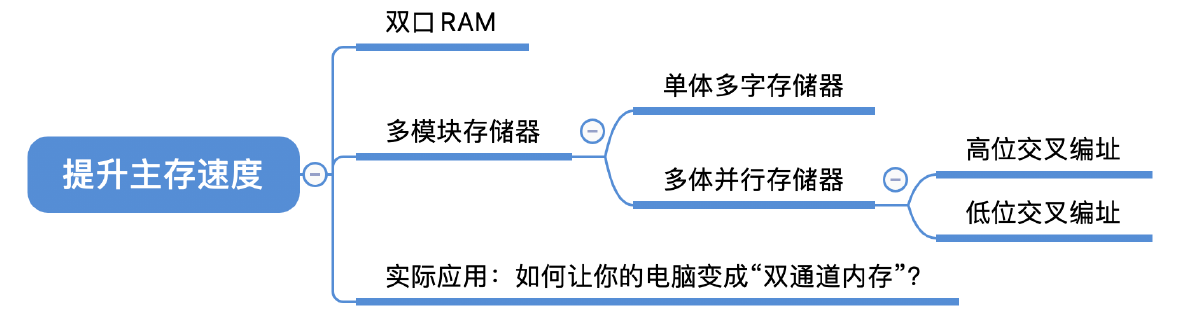 提升主存速度
双口 RAM
多模块存储器
单体多字存储器
多体并行存储器
高位交叉编址
低位交叉编址
实际应用：如何让你的电脑变成“双通道内存”？